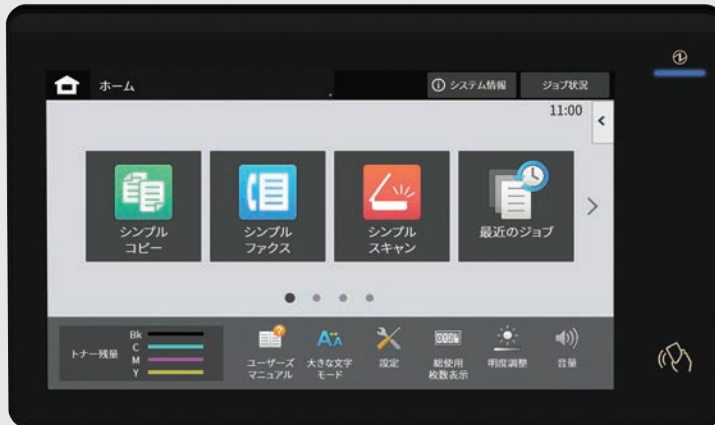 ホーム
システム情報
ジョブ状況
11:00
シンプル
コピー
シンプル
ファクス
シンプル
スキャン
最近のジョブ
トナー残量
Bk
C
M
Y
ユーザーズ
マニュアル
大きな文字
モード
設定
総使用
枚数表示
明度調整
音量